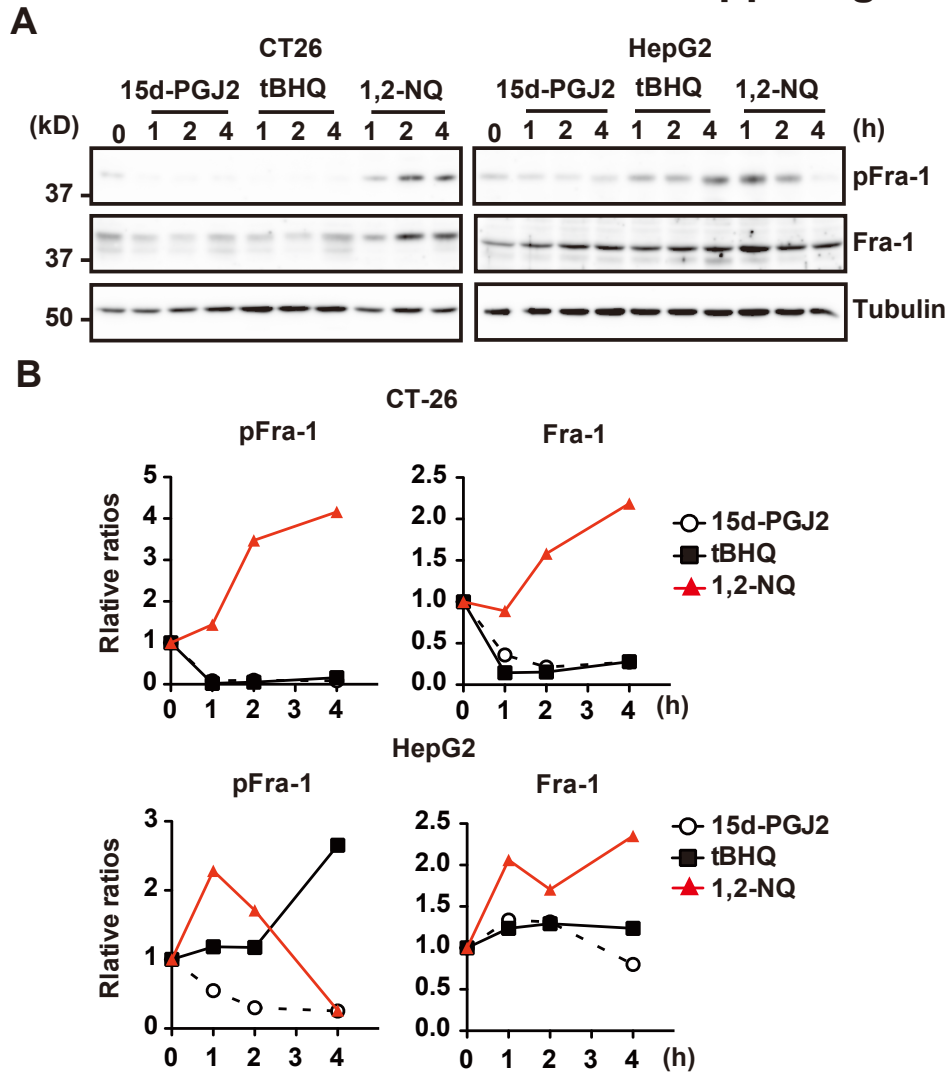 A
CT26 HepG2
15d-PGJ2 tBHQ 1,2-NQ 15d-PGJ2 tBHQ 1,2-NQ
(kD) 0 1 2 4 1 2 4 1 2 4 0 1 2 4 1 2 4 1 2 4 (h)
37 pFra-1
37 Fra-1
50 Tubulin
B
CT-26
pFra-1 Fra-1
5 4 3 2 1 0
Rlative ratios
0 1 2 3 4
2.5 2.0 1.5 1.0 0.5 0.0
0 1 2 3 4 (h)
15d-PGJ2
tBHQ
1,2-NQ
HepG2
pFra-1 Fra-1
3 2 1 0
Rlative ratios
0 1 2 3 4
2.5 2.0 1.5 1.0 0.5 0.0
0 1 2 3 4 (h)
15d-PGJ2
tBHQ
1,2-NQ